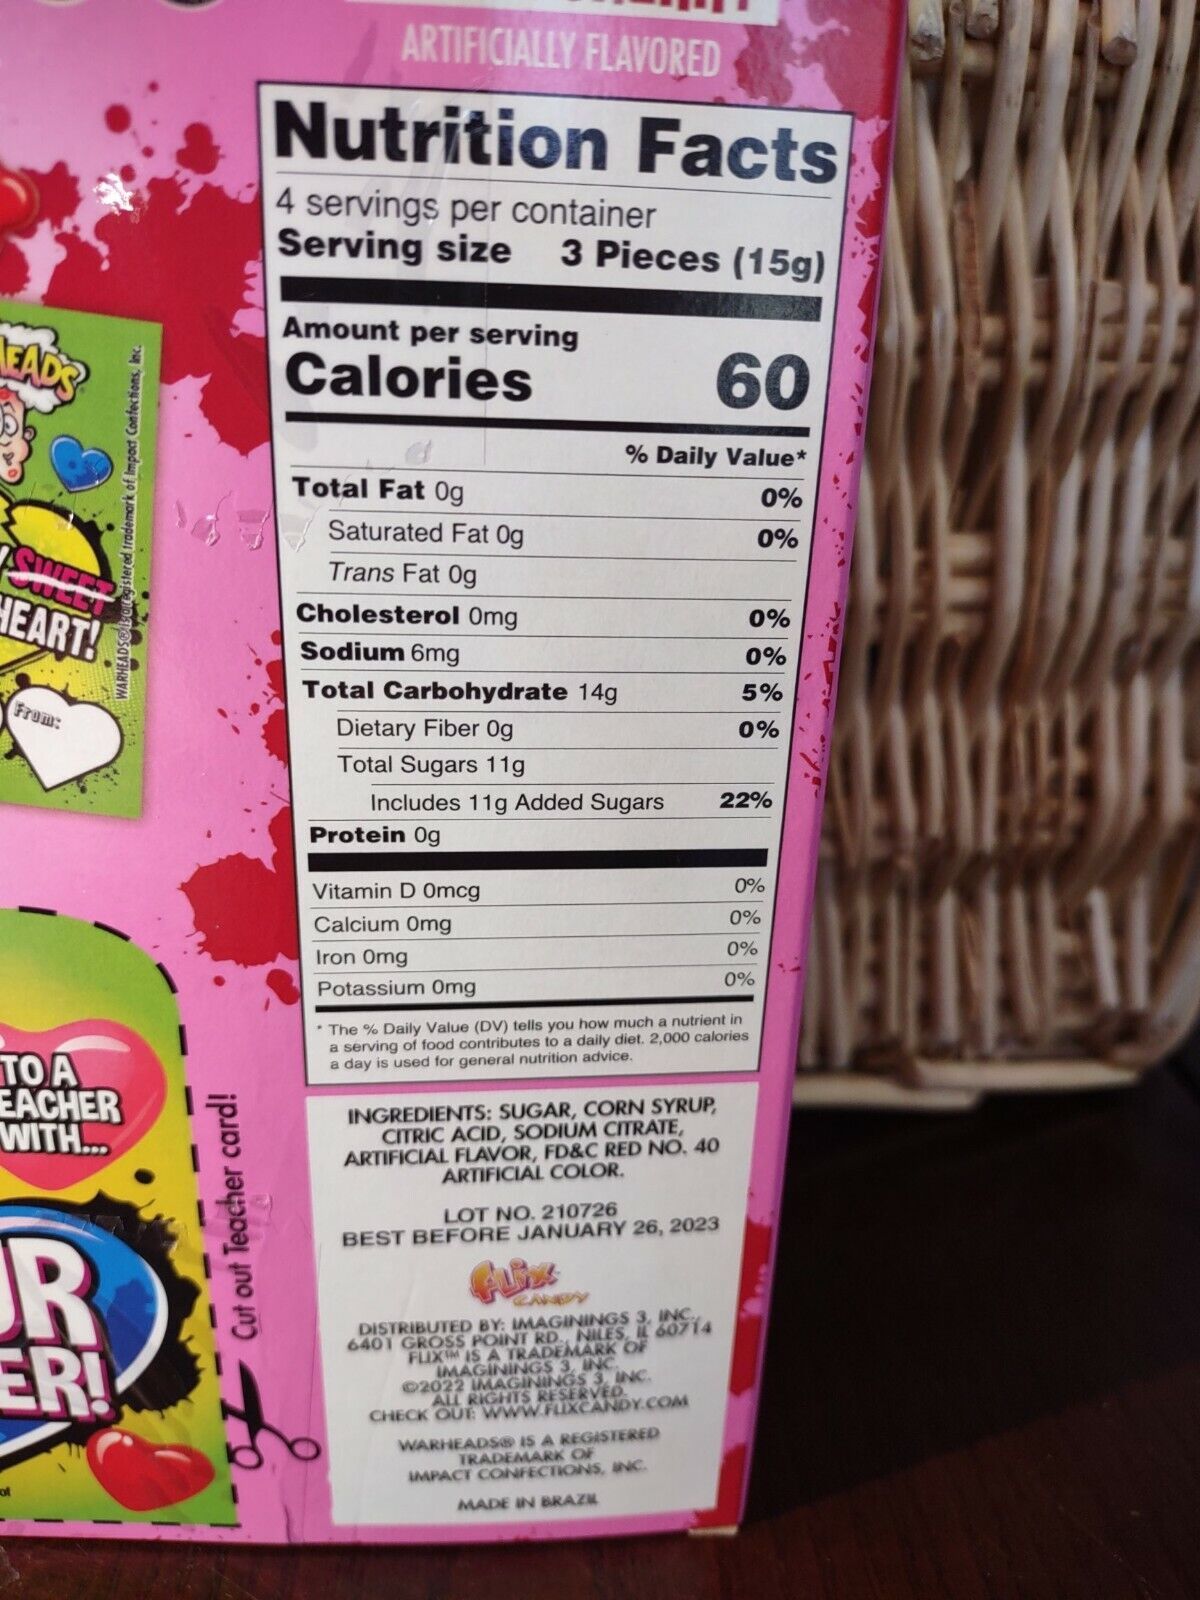 ARTIFICIALLY FLAVORED
Nutrition Facts
4 servings per container
Serving size 3 Pieces (15g)
Amount per serving
Calories 60
% Daily Value*
Total Fat 0g 0%
Saturated Fat 0g 0%
Trans Fat 0g
Cholesterol 0mg 0%
Sodium 6mg 0%
Total Carbohydrate 14g 5%
Dietary Fiber 0g 0%
Total Sugars 11g
Includes 11g Added Sugars 22%
Protein 0g
Vitamin D 0mcg 0%
Calcium 0mg 0%
Iron 0mg 0%
Potassium 0mg 0%
* The % Daily Value (DV) tells you how much a nutrient in
a serving of food contributes to a daily diet. 2,000 calories
a day is used for general nutrition advice.
INGREDIENTS: SUGAR, CORN SYRUP,
CITRIC ACID, SODIUM CITRATE,
ARTIFICIAL FLAVOR, FD&C RED NO. 40
ARTIFICIAL COLOR.
LOT NO. 210726
BEST BEFORE JANUARY 26, 2023
FLIX
CANDY
DISTRIBUTED BY: IMAGININGS 3, INC.,
6401 GROSS POINT RD., NILES, IL 60714
FLIX™ IS A TRADEMARK OF
IMAGININGS 3, INC.
©2022 IMAGININGS 3, INC.
ALL RIGHTS RESERVED.
CHECK OUT: WWW.FLIXCANDY.COM
WARHEADS® IS A REGISTERED
TRADEMARK OF
IMPACT CONFECTIONS, INC.
MADE IN BRAZIL
EADS
SWEET
HEART!
From:
WARHEADS® is a registered trademark of Impact Confections, Inc.
TO A
EACHER
WITH...
UR
ER!
Cut out Teacher card!